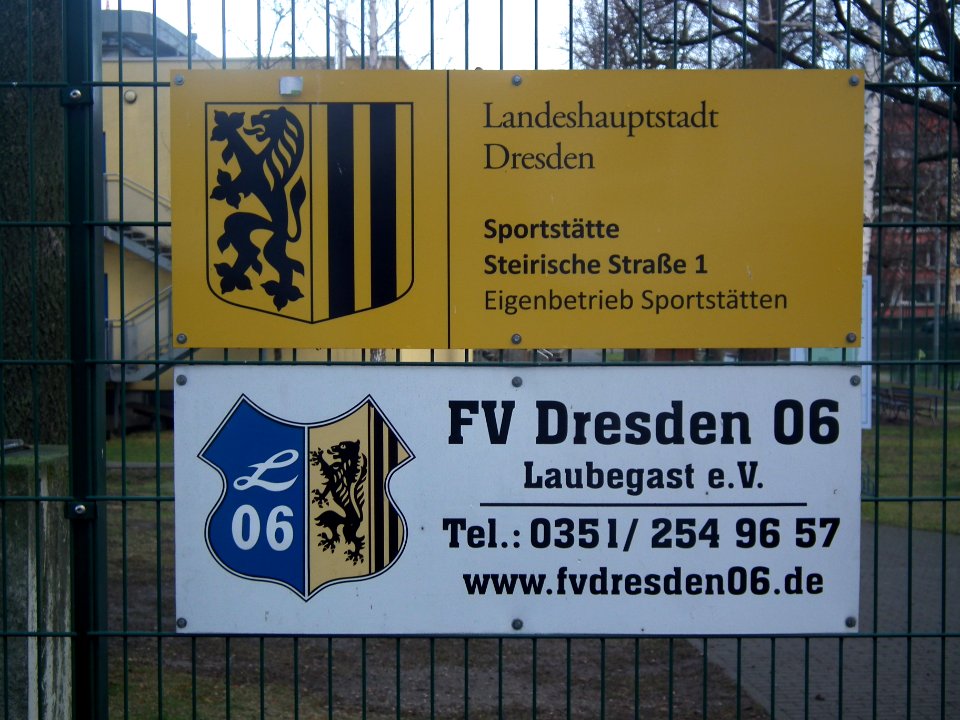 Landeshauptstadt
Dresden
Sportstätte
Steirische Straße 1
Eigenbetrieb Sportstätten
L
06
FV Dresden 06
Laubegast e.V.
Tel.: 0351/ 254 96 57
www.fvdresden06.de